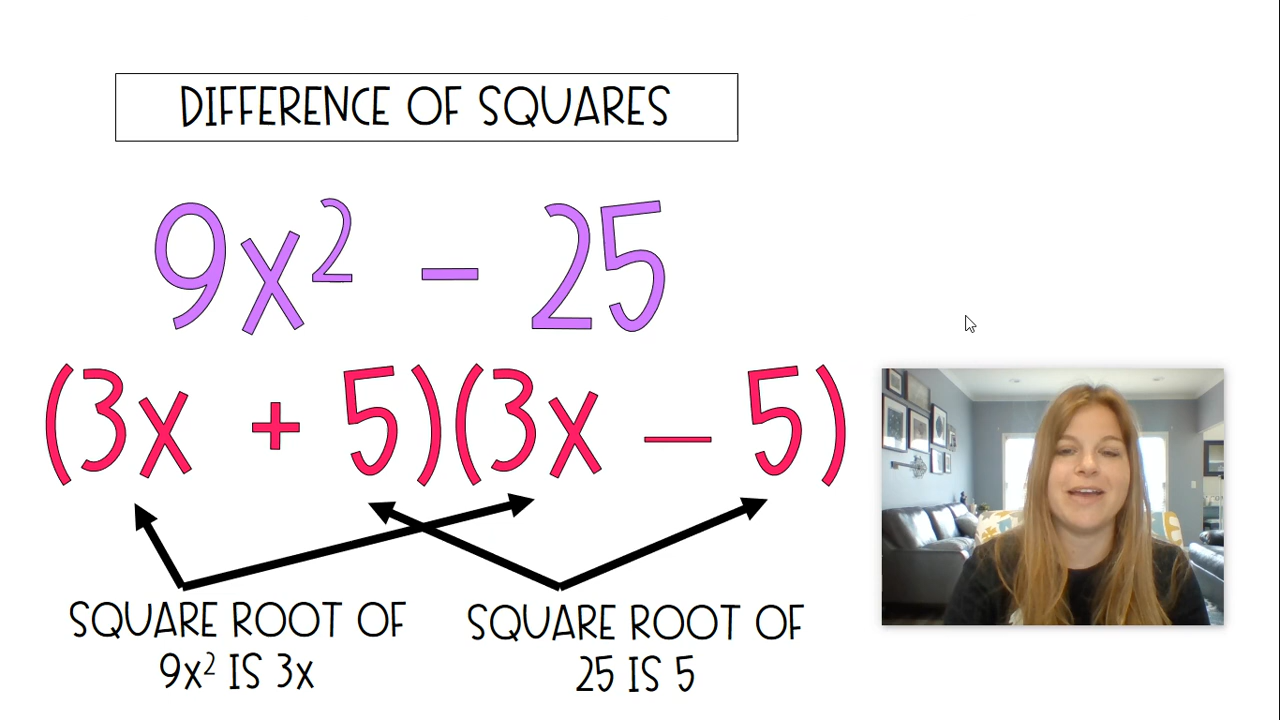 DIFFERENCE OF SQUARES
9x² – 25
(3x + 5)(3x – 5)
SQUARE ROOT OF
9x² IS 3x
SQUARE ROOT OF
25 IS 5